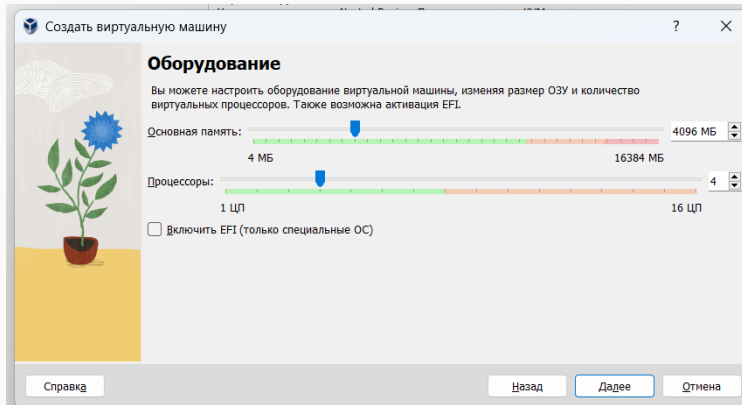 Создать виртуальную машину
?
Оборудование
Вы можете настроить оборудование виртуальной машины, изменяя размер ОЗУ и количество
виртуальных процессоров. Также возможна активация EFI.
Основная память:
4096 МБ
4 МБ
16384 МБ
Процессоры:
4
1 ЦП
16 ЦП
Включить EFI (только специальные ОС)
Справка
Назад
Далее
Отмена